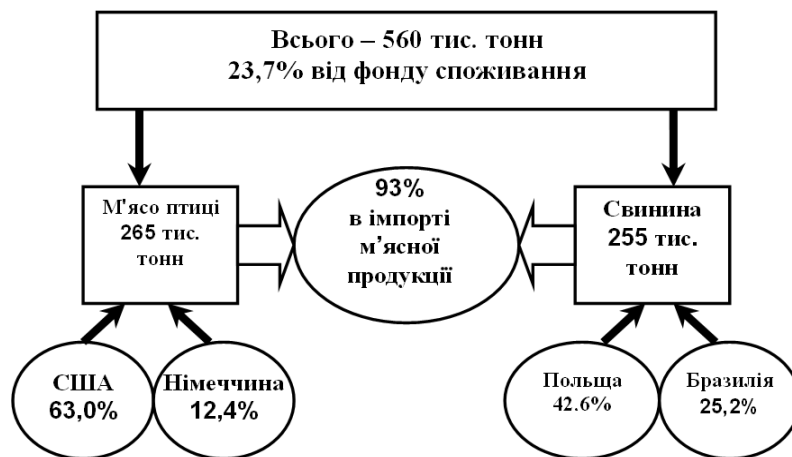 Всього – 560 тис. тонн
23,7% від фонду споживання
М'ясо птиці
265 тис.
тонн
93%
в імпорті
м’ясної
продукції
Свинина
255 тис.
тонн
США
63,0%
Німеччина
12,4%
Польща
42.6%
Бразилія
25,2%